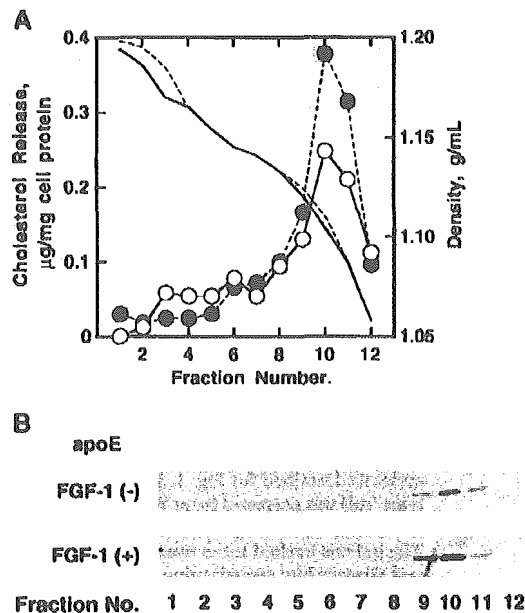 A
0.4
0.3
0.2
0.1
0
Cholesterol Release,
µg/mg cell protein
1.20
1.15
1.10
1.05
Density, g/mL
2 4 6 8 10 12
Fraction Number.
B
apoE
FGF-1 (-)
FGF-1 (+)
Fraction No. 1 2 3 4 5 6 7 8 9 10 11 12